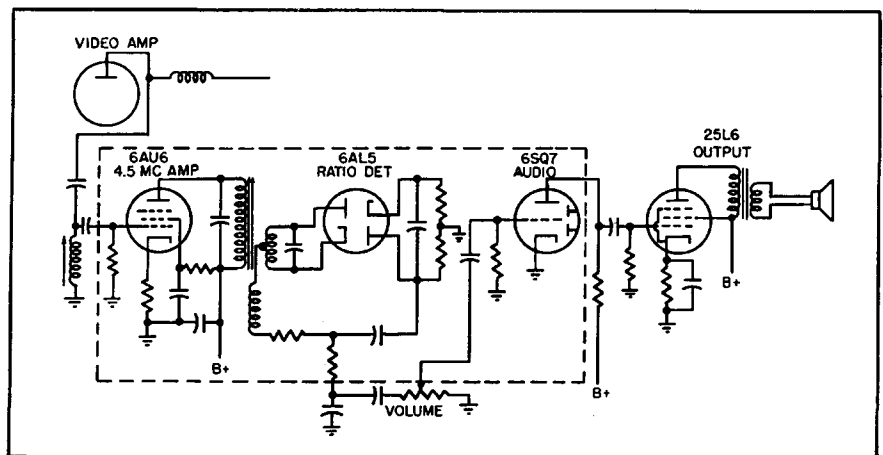 VIDEO AMP
6AU6
4.5 MC AMP
6AL5
RATIO DET
6SQ7
AUDIO
25L6
OUTPUT
B+
B+
B+
VOLUME